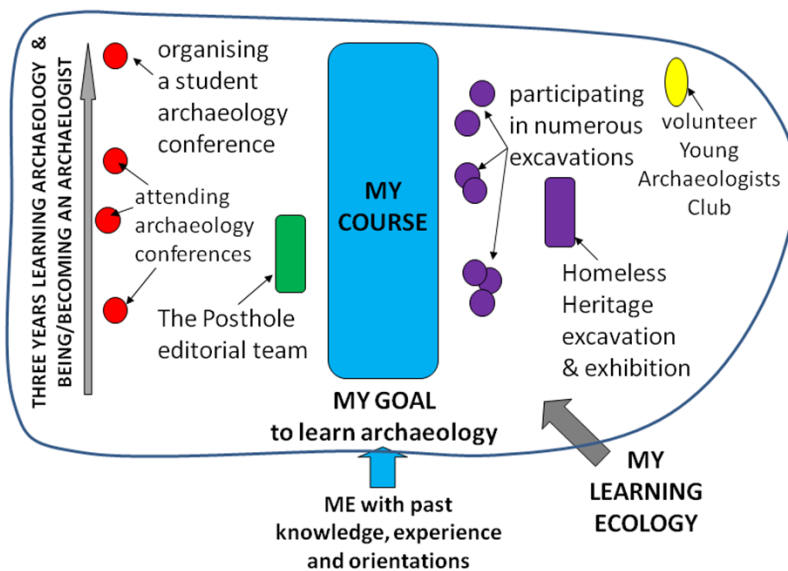 THREE YEARS LEARNING ARCHAEOLOGY &
BEING/BECOMING AN ARCHAELOGIST
organising
a student
archaeology
conference
attending
archaeology
conferences
The Posthole
editorial team
MY
COURSE
participating
in numerous
excavations
volunteer
Young
Archaeologists
Club
Homeless
Heritage
excavation
& exhibition
MY GOAL
to learn archaeology
ME with past
knowledge, experience
and orientations
MY
LEARNING
ECOLOGY